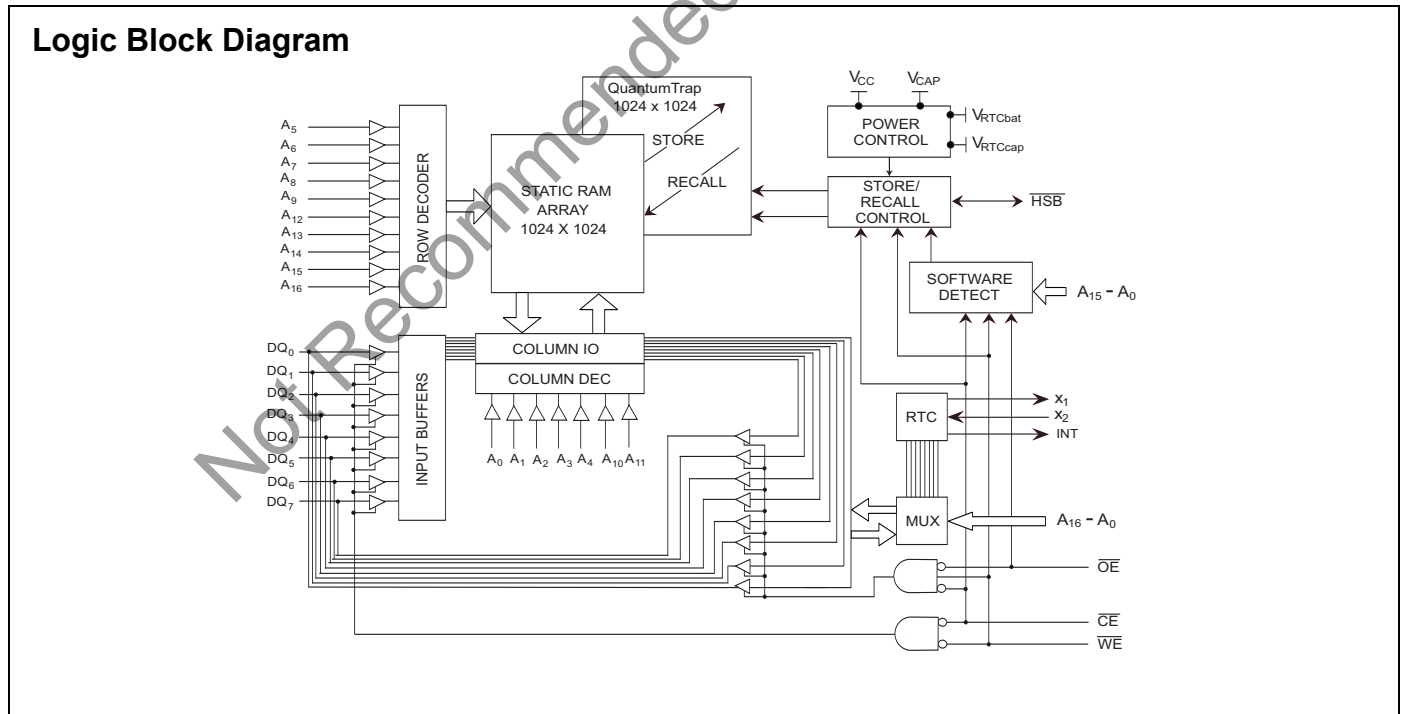 Logic Block Diagram
Not Recommended
QuantumTrap
1024 x 1024
STORE
RECALL
STATIC RAM
ARRAY
1024 X 1024
ROW DECODER
A5
A6
A7
A8
A9
A12
A13
A14
A15
A16
VCC
VCAP
POWER
CONTROL
VRTCbat
VRTCcap
STORE/
RECALL
CONTROL
HSB
SOFTWARE
DETECT
A15 - A0
DQ0
DQ1
DQ2
DQ3
DQ4
DQ5
DQ6
DQ7
INPUT BUFFERS
COLUMN IO
COLUMN DEC
A0 A1 A2 A3 A4 A10 A11
RTC
x1
x2
INT
MUX
A16 - A0
OE
CE
WE